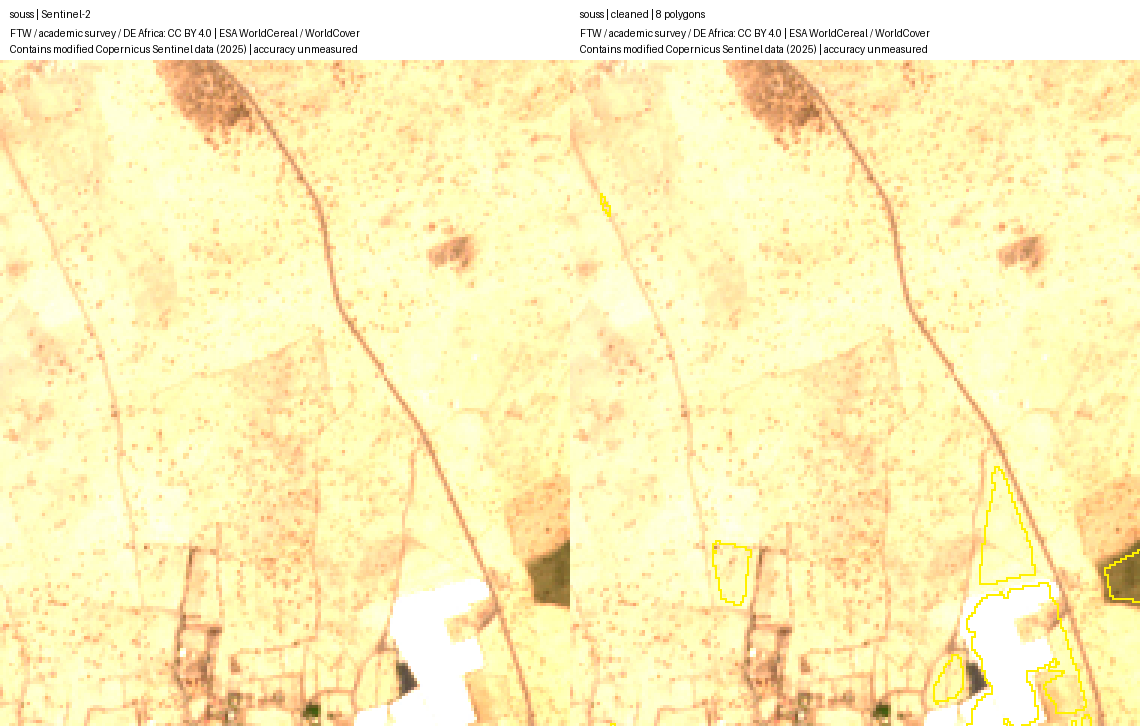 souss | Sentinel-2
FTW / academic survey / DE Africa: CC BY 4.0 | ESA WorldCereal / WorldCover
Contains modified Copernicus Sentinel data (2025) | accuracy unmeasured
souss | cleaned | 8 polygons
FTW / academic survey / DE Africa: CC BY 4.0 | ESA WorldCereal / WorldCover
Contains modified Copernicus Sentinel data (2025) | accuracy unmeasured